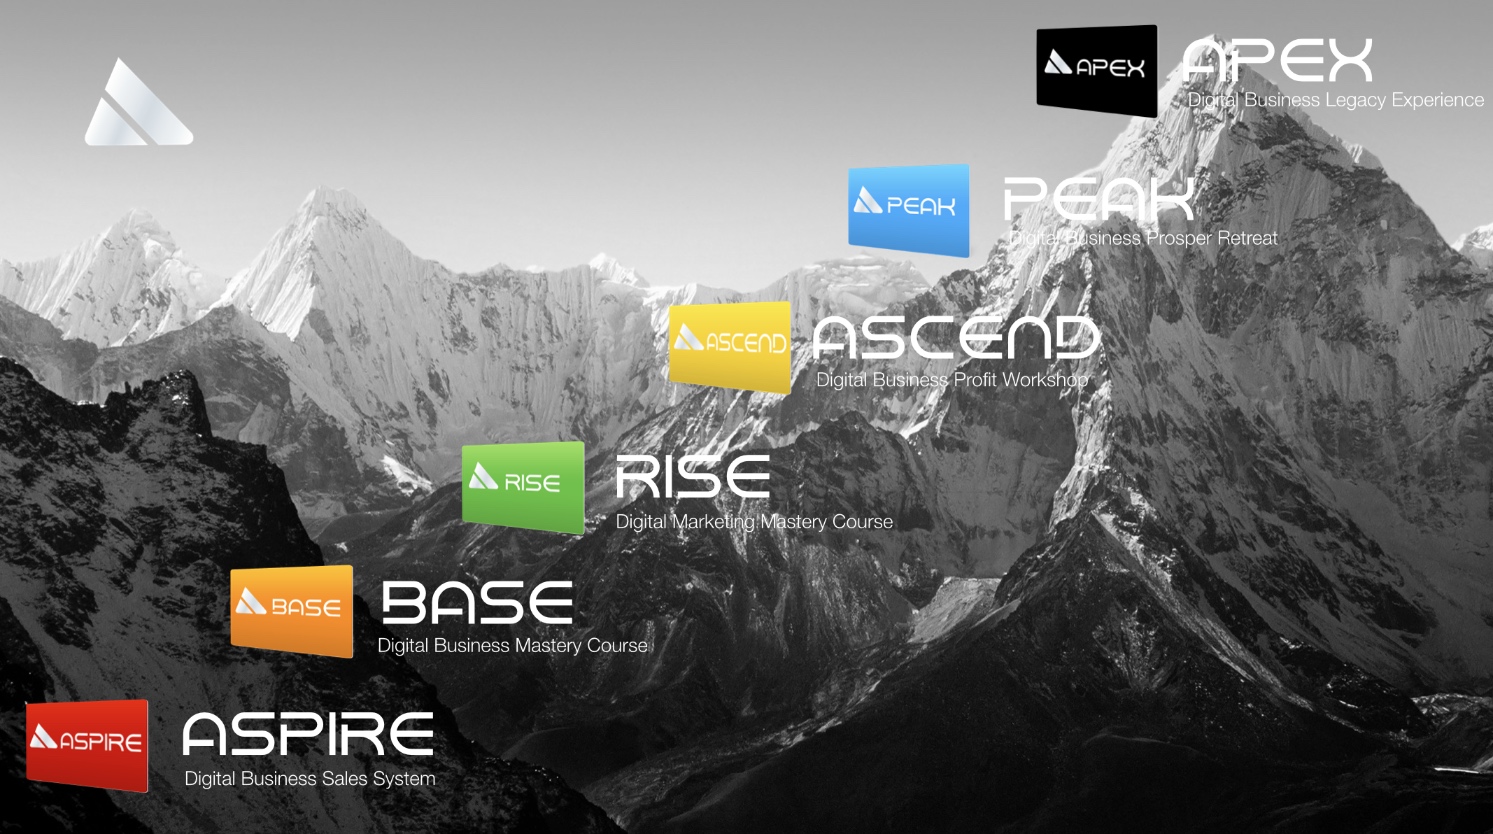 APEX
APEX
Digital Business Legacy Experience
PEAK
PEAK
Digital Business Prosper Retreat
ASCEND
ASCEND
Digital Business Profit Workshop
RISE
RISE
Digital Marketing Mastery Course
BASE
BASE
Digital Business Mastery Course
ASPIRE
ASPIRE
Digital Business Sales System